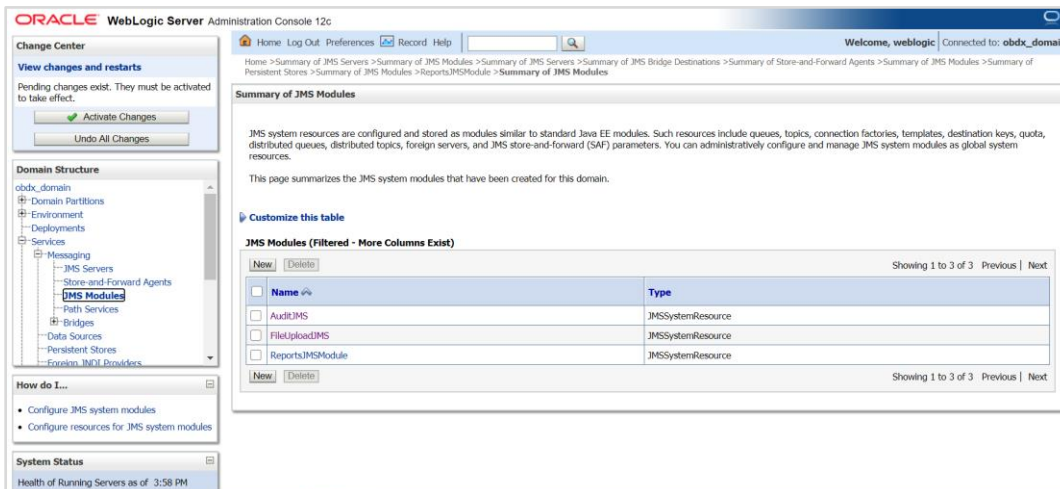 ORACLE WebLogic Server Administration Console 12c
Change Center
View changes and restarts
Pending changes exist. They must be activated
to take effect.
Activate Changes
Undo All Changes
Domain Structure
obdx_domain
Domain Partitions
Environment
Deployments
Services
Messaging
JMS Servers
Store-and-Forward Agents
JMS Modules
Path Services
Bridges
Data Sources
Persistent Stores
Foreign JNDI Providers
How do I...
Configure JMS system modules
Configure resources for JMS system modules
System Status
Health of Running Servers as of 3:58 PM
Home Log Out Preferences Record Help
Welcome, weblogic Connected to: obdx_domai
Home >Summary of JMS Servers >Summary of JMS Modules >Summary of JMS Servers >Summary of JMS Bridge Destinations >Summary of Store-and-Forward Agents >Summary of JMS Modules >Summary of
Persistent Stores >Summary of JMS Modules >ReportsJMSModule >Summary of JMS Modules
Summary of JMS Modules
JMS system resources are configured and stored as modules similar to standard Java EE modules. Such resources include queues, topics, connection factories, templates, destination keys, quota,
distributed queues, distributed topics, foreign servers, and JMS store-and-forward (SAF) parameters. You can administratively configure and manage JMS system modules as global system
resources.
This page summarizes the JMS system modules that have been created for this domain.
Customize this table
JMS Modules (Filtered - More Columns Exist)
New Delete Showing 1 to 3 of 3 Previous | Next
Name Type
AuditJMS JMSSystemResource
FileUploadJMS JMSSystemResource
ReportsJMSModule JMSSystemResource
New Delete Showing 1 to 3 of 3 Previous | Next